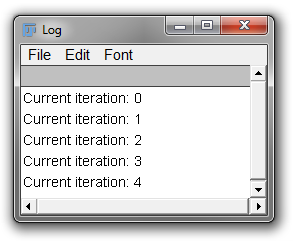 Log
File Edit Font
Current iteration: 0
Current iteration: 1
Current iteration: 2
Current iteration: 3
Current iteration: 4